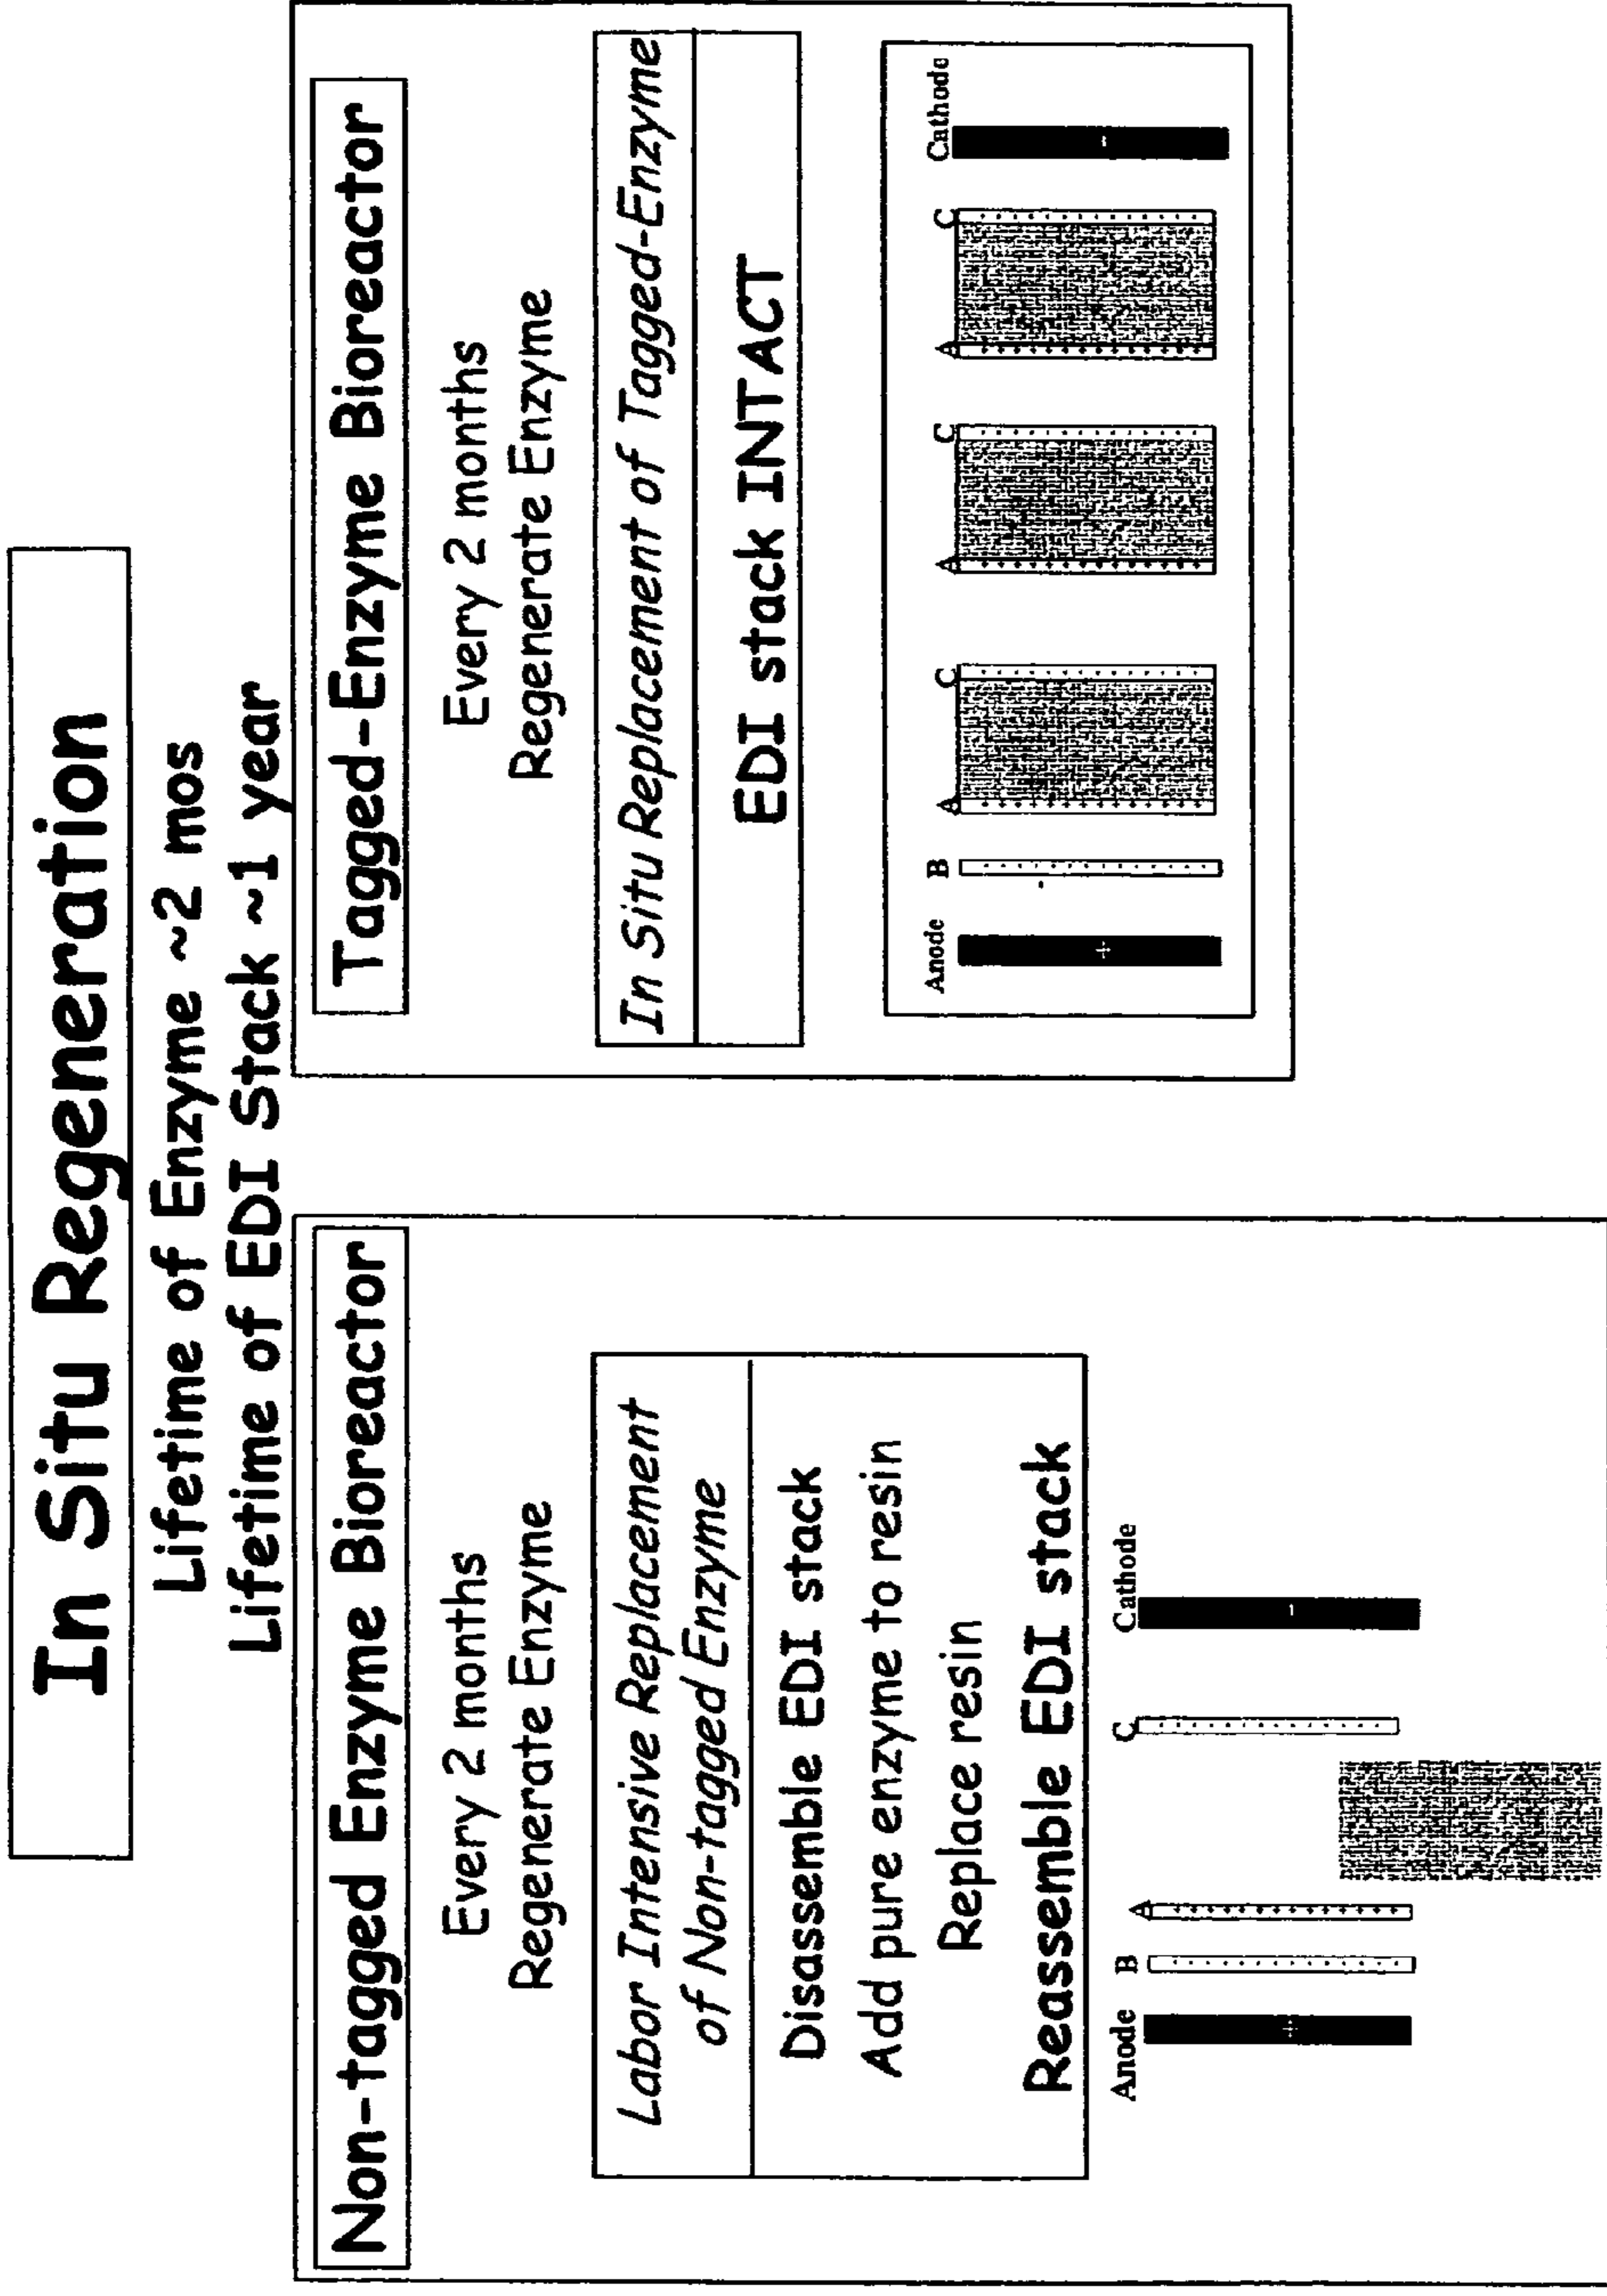 In Situ Regeneration
Lifetime of Enzyme ~2 mos
Lifetime of EDI Stack ~1 year
Non-tagged Enzyme Bioreactor
Every 2 months
Regenerate Enzyme
Labor Intensive Replacement
of Non-tagged Enzyme
Disassemble EDI stack
Add pure enzyme to resin
Replace resin
Reassemble EDI stack
Anode B A C Cathode
+ -
Tagged-Enzyme Bioreactor
Every 2 months
Regenerate Enzyme
In Situ Replacement of Tagged-Enzyme
EDI stack INTACT
Anode B A C A C A C Cathode
+ -